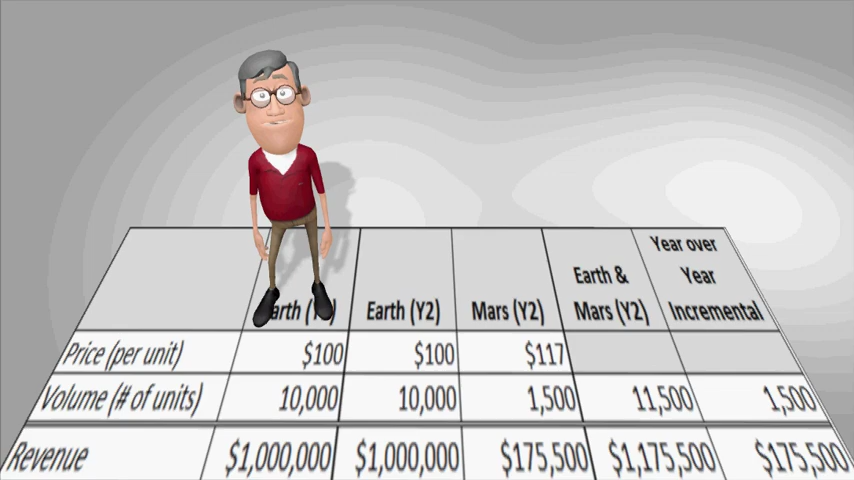 Year over
Earth & Year
Earth (Y2) Mars (Y2) Mars (Y2) Incremental
Price (per unit) $100 $100 $117
Volume (# of units) 10,000 10,000 1,500 11,500 1,500
Revenue $1,000,000 $1,000,000 $175,500 $1,175,500 $175,500